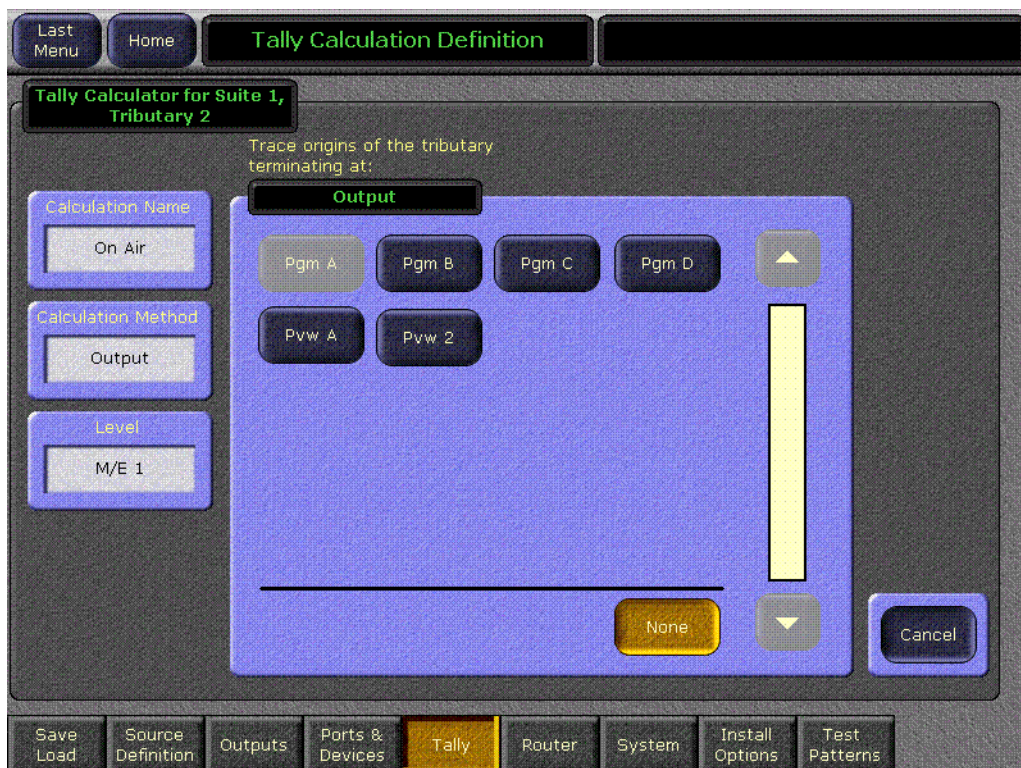 Last
Menu
Home
Tally Calculation Definition
Tally Calculator for Suite 1,
Tributary 2
Trace origins of the tributary
terminating at:
Output
Calculation Name
On Air
Calculation Method
Output
Level
M/E 1
Pgm A
Pgm B
Pgm C
Pgm D
Pvw A
Pvw 2
None
Cancel
Save
Load
Source
Definition
Outputs
Ports &
Devices
Tally
Router
System
Install
Options
Test
Patterns